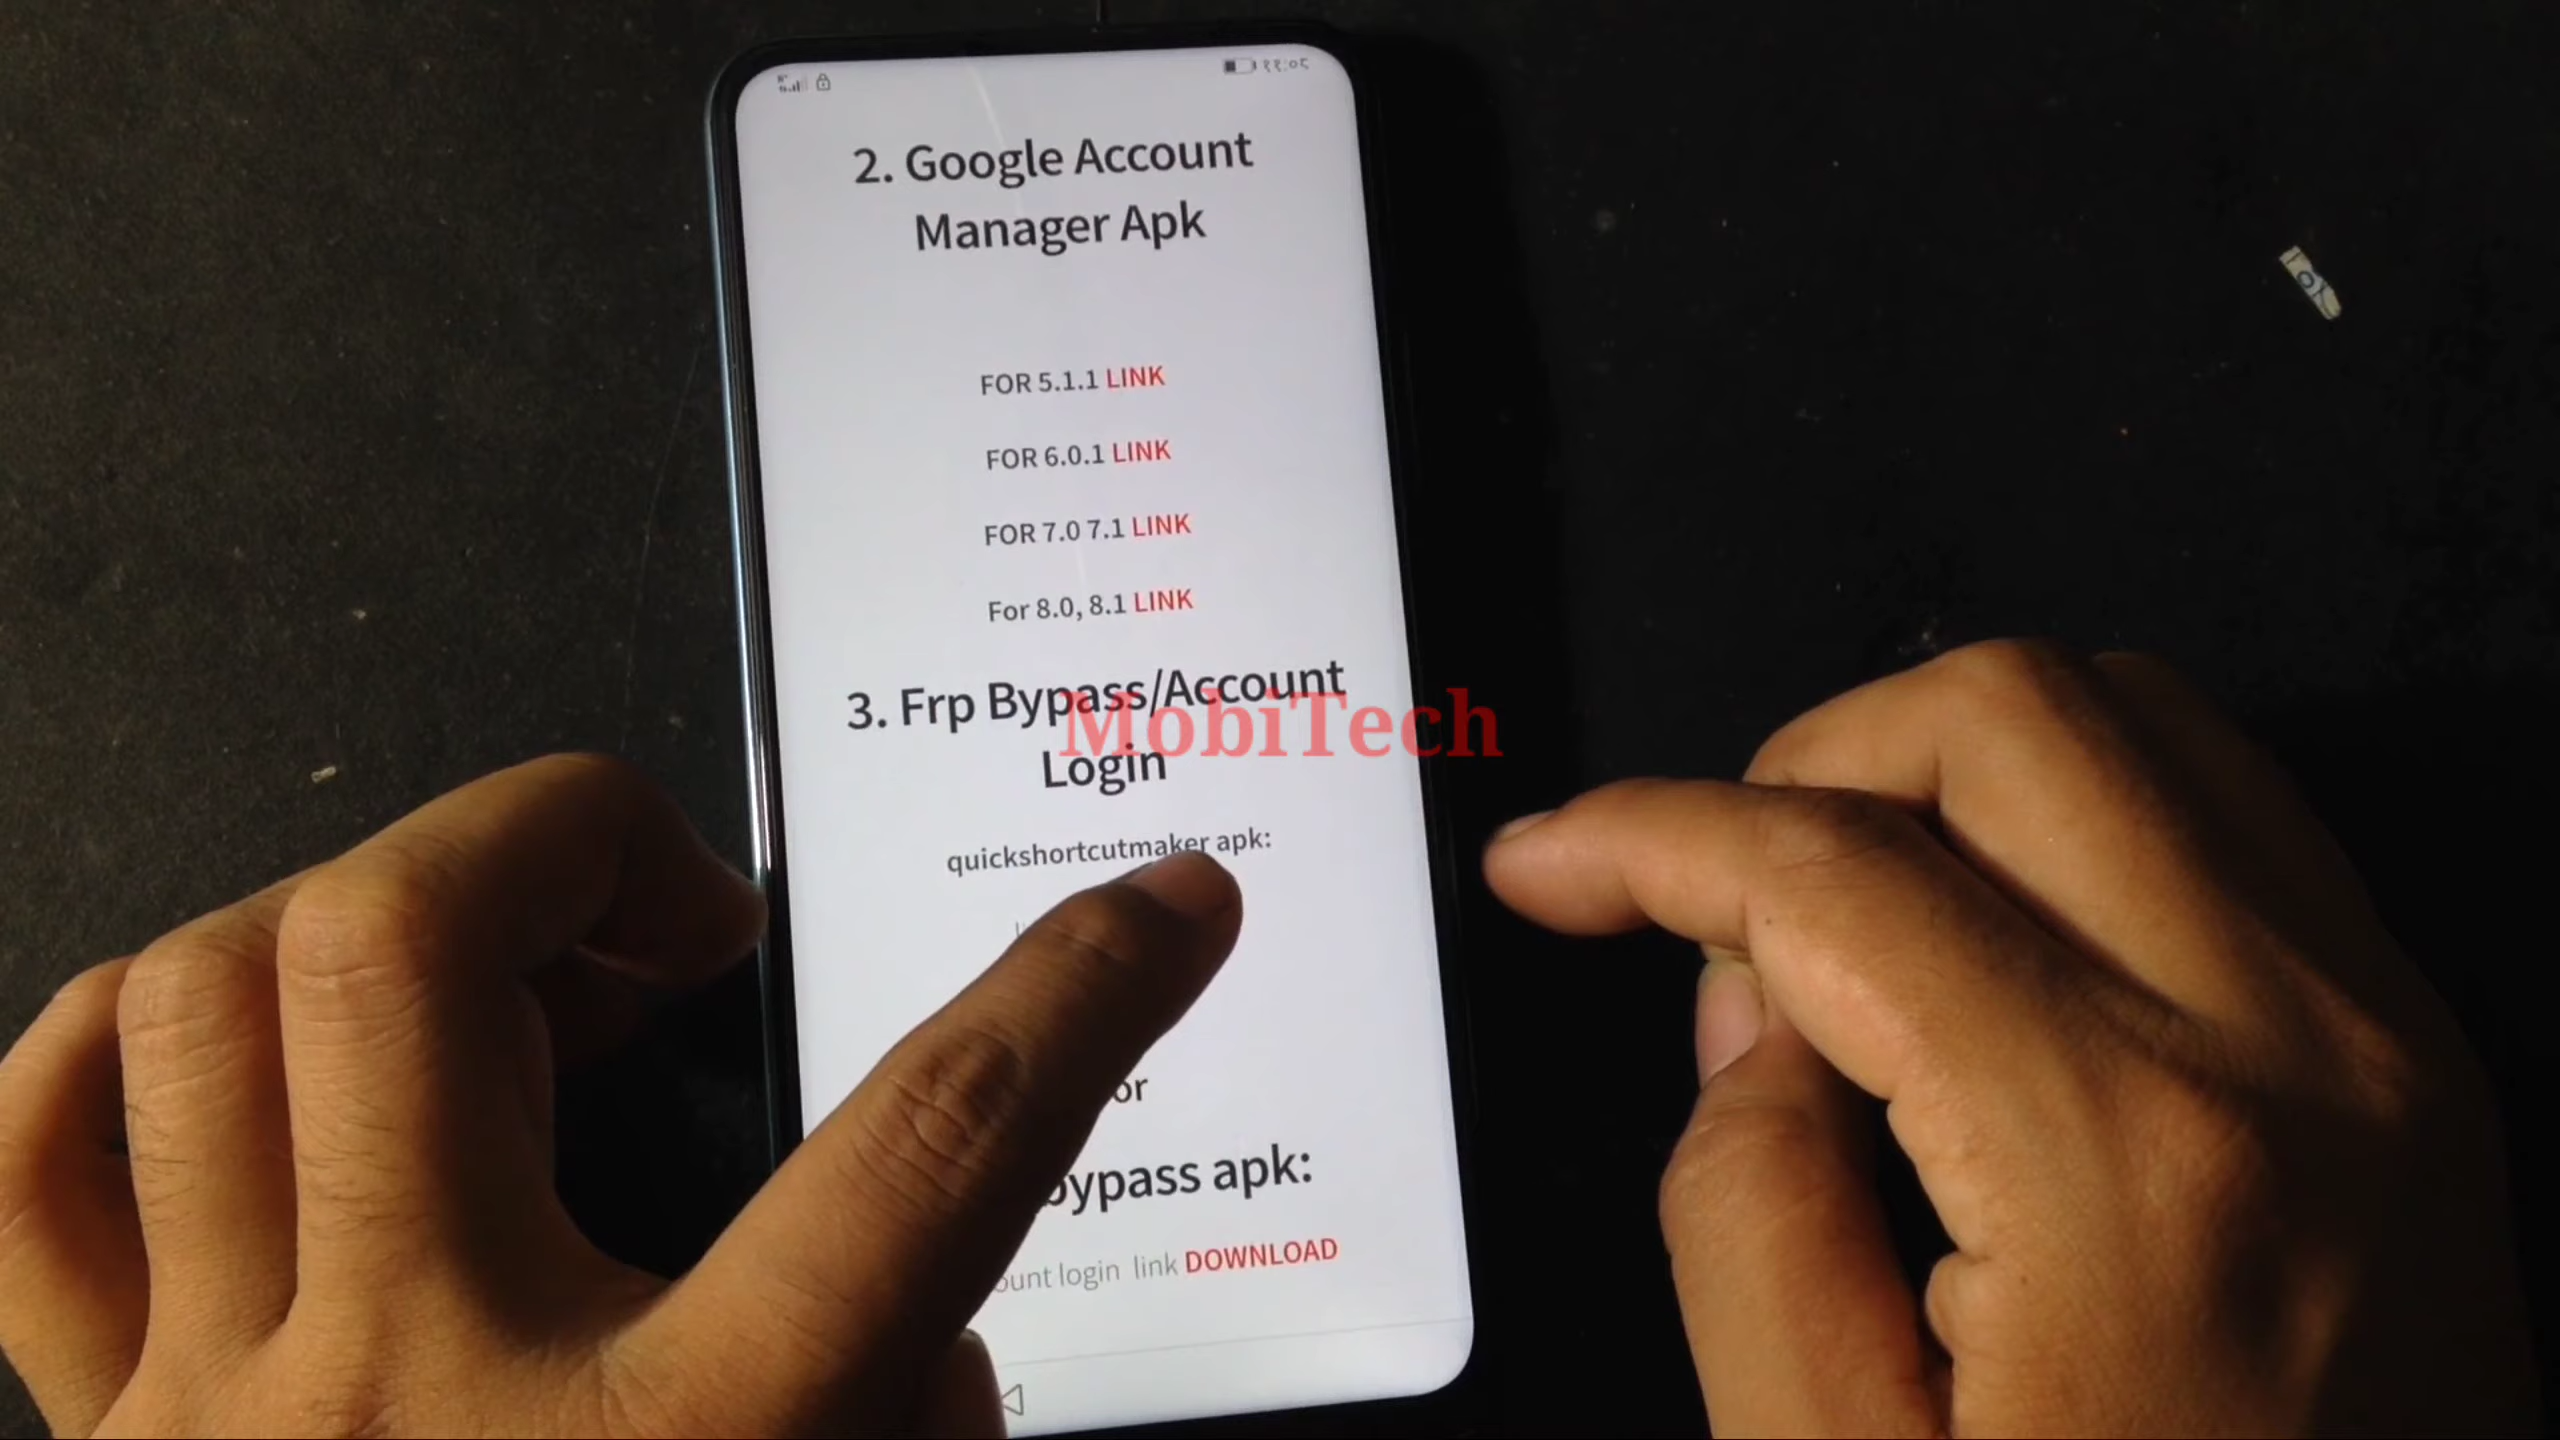 2. Google Account
Manager Apk
FOR 5.1.1 LINK
FOR 6.0.1 LINK
FOR 7.0 7.1 LINK
For 8.0, 8.1 LINK
3. Frp Bypass/Account
Login
MobiTech
quickshortcutmaker apk:
or
bypass apk:
login link DOWNLOAD